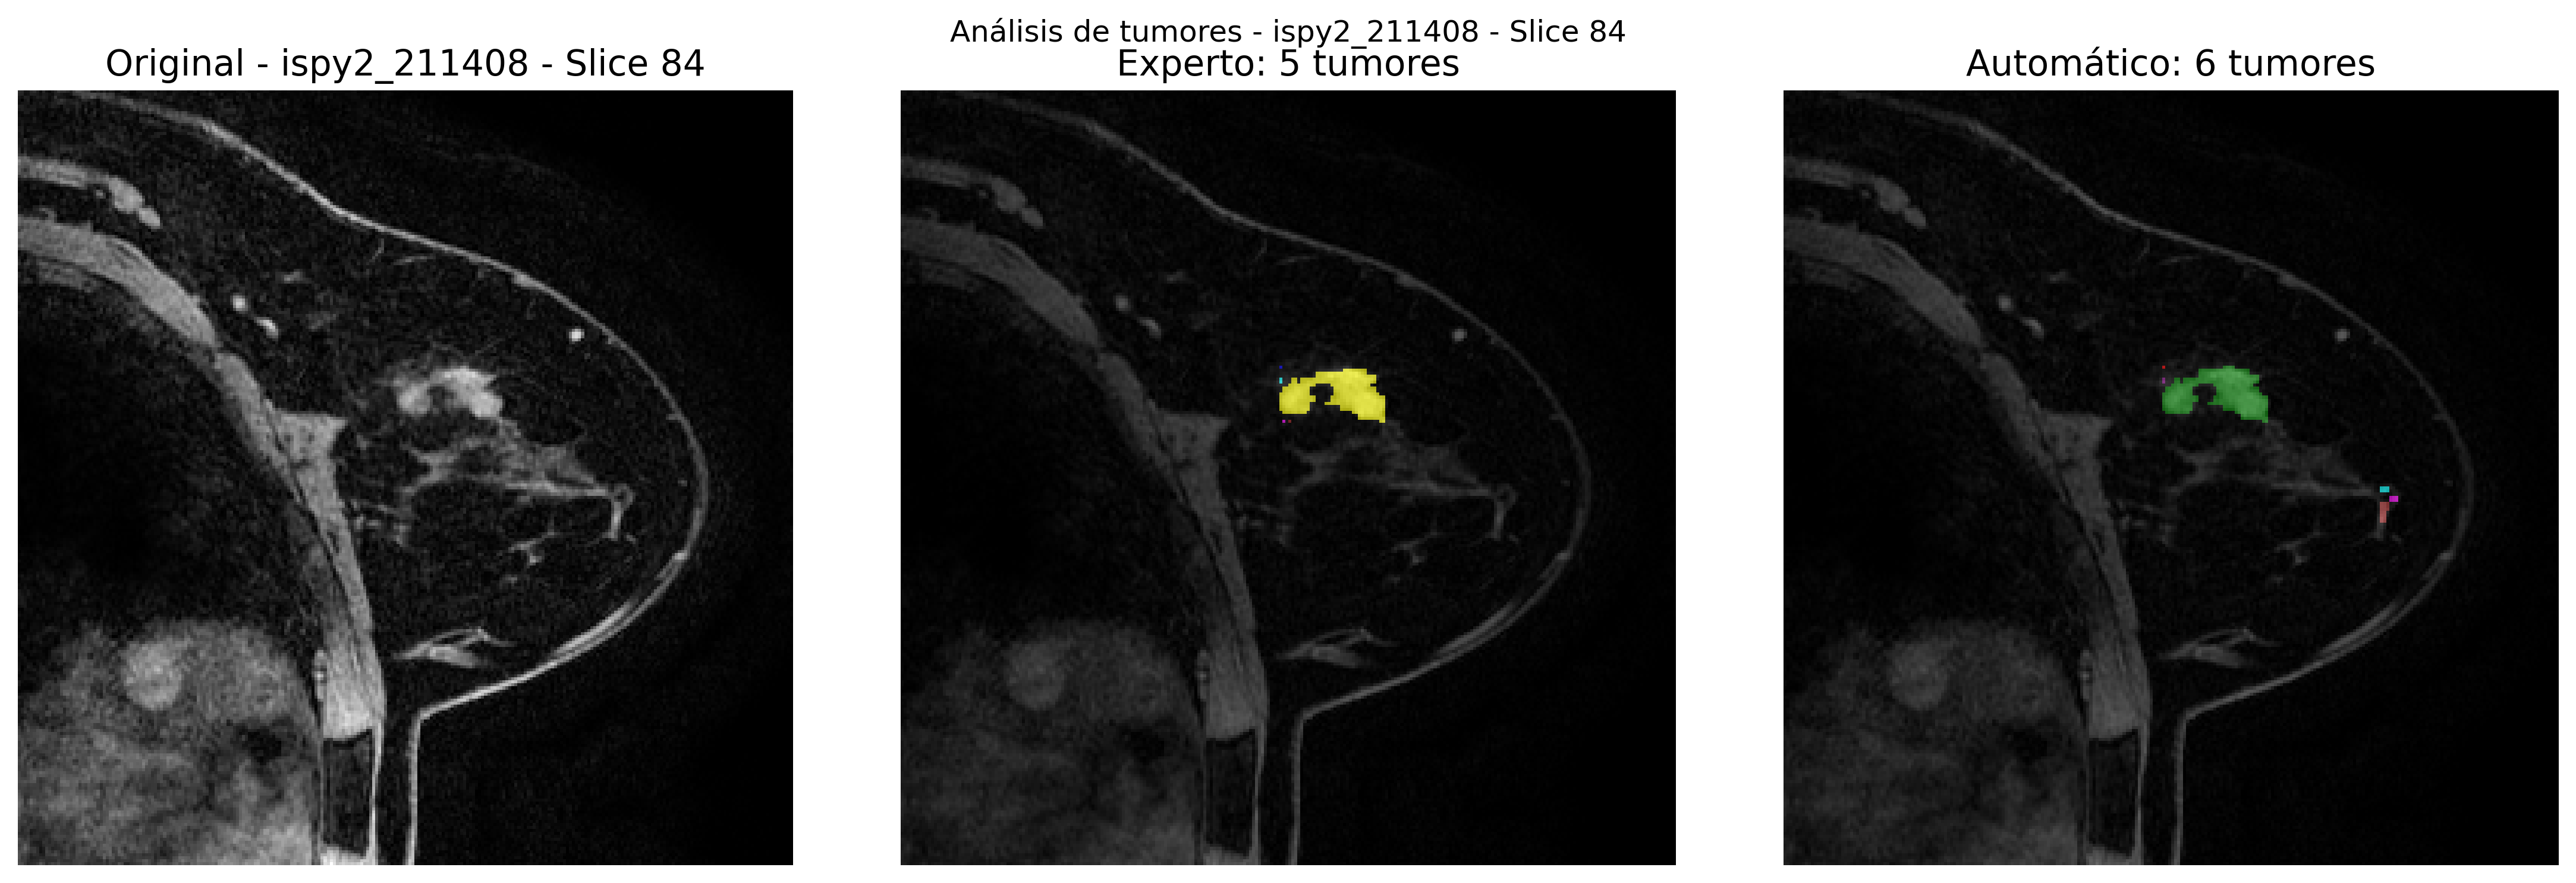 Análisis de tumores - ispy2_211408 - Slice 84
Original - ispy2_211408 - Slice 84
Experto: 5 tumores
Automático: 6 tumores